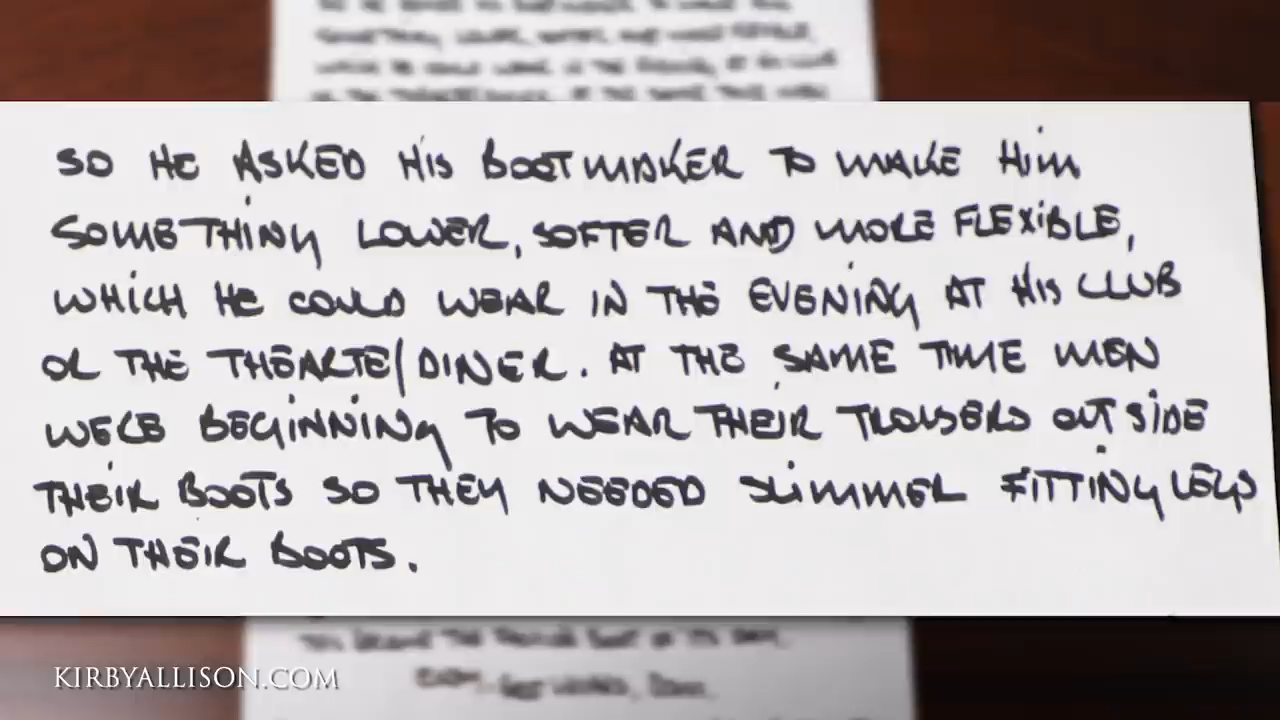 SO HE ASKED HIS BOOTMAKER TO MAKE HIM
SOMETHING LOWER, SOFTER AND MORE FLEXIBLE,
WHICH HE COULD WEAR IN THE EVENING AT HIS CLUB
OR THE THEARTE/DINER. AT THE SAME TIME MEN
WERE BEGINNING TO WEAR THEIR TROUSERS OUTSIDE
THEIR BOOTS SO THEY NEEDED SLIMMER FITTING LEGS
ON THEIR BOOTS.
KIRBYALLISON.COM